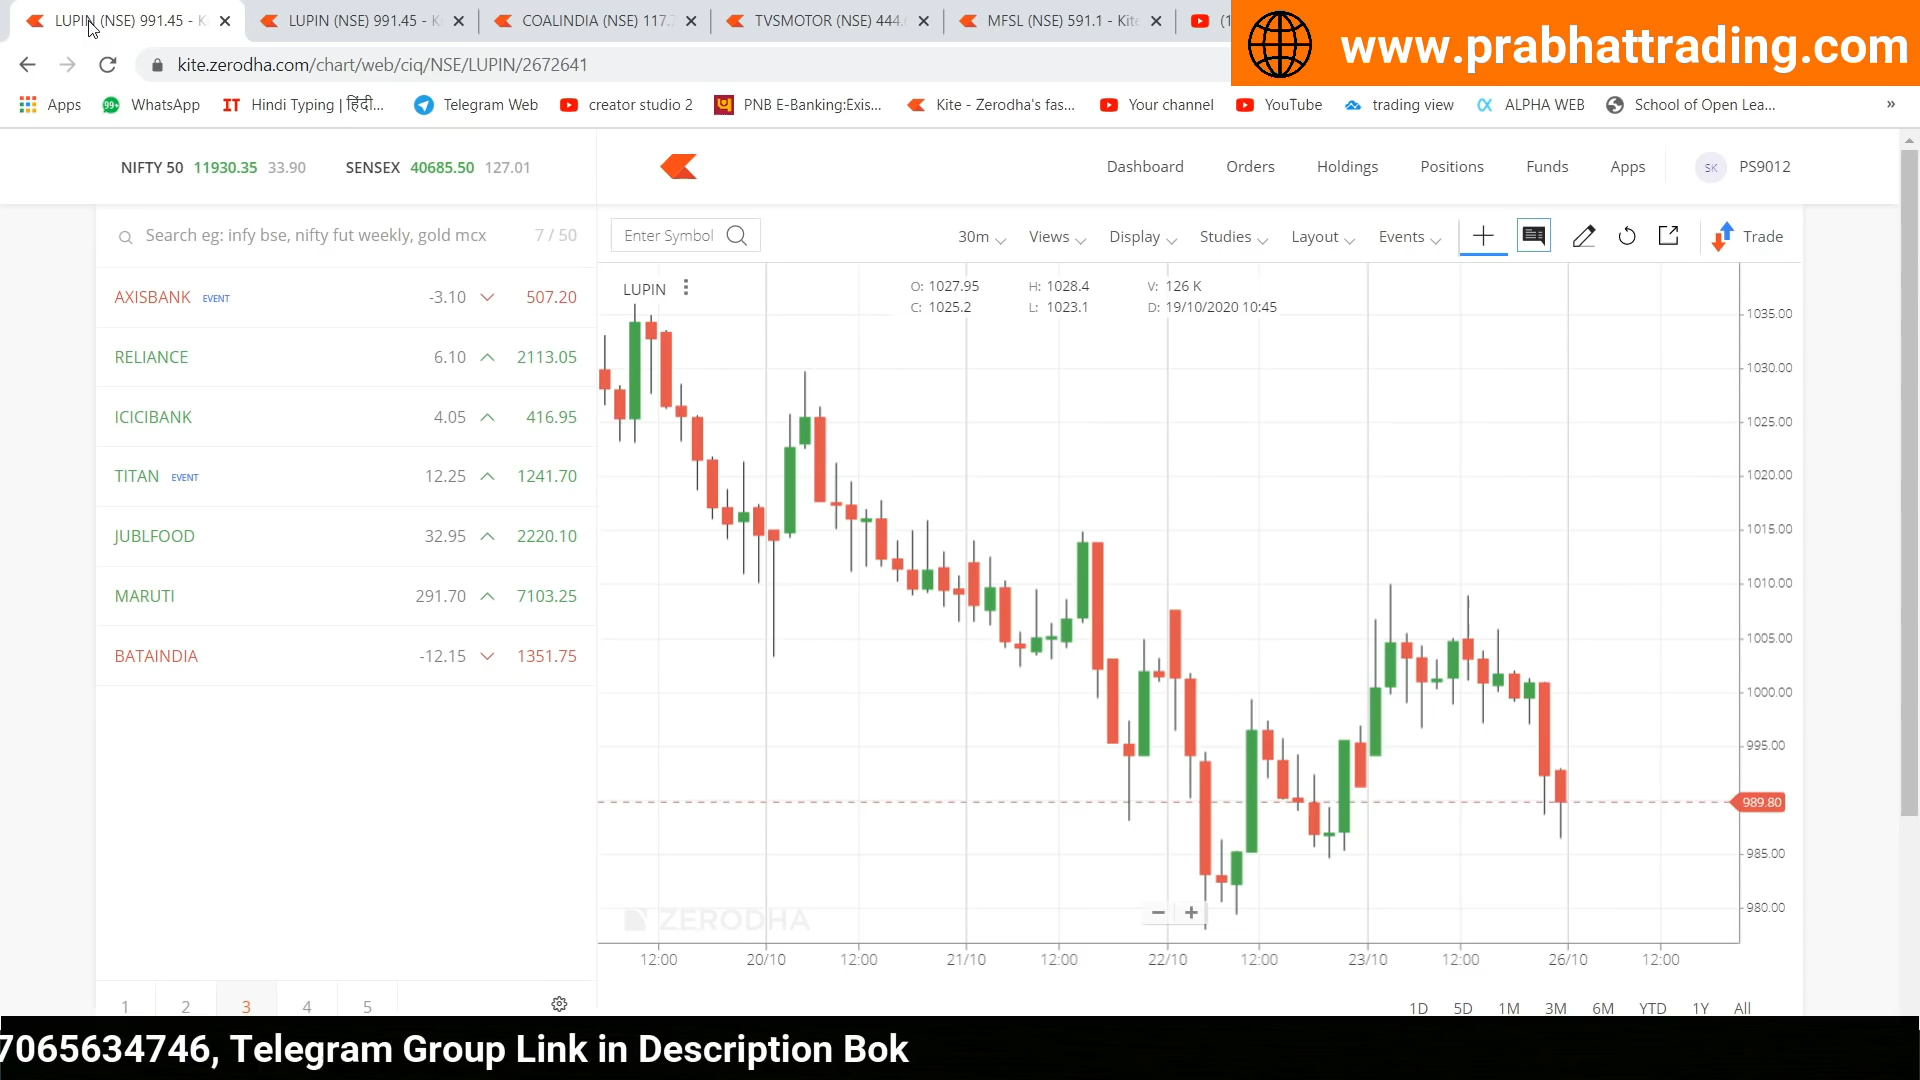 LUPIN (NSE) 991.45 - K
LUPIN (NSE) 991.45 - K
COALINDIA (NSE) 117.
TVSMOTOR (NSE) 444.
MFSL (NSE) 591.1 - Kite
(1
www.prabhattrading.com
kite.zerodha.com/chart/web/ciq/NSE/LUPIN/2672641
Apps
99+
WhatsApp
IT Hindi Typing | हिंदी...
Telegram Web
creator studio 2
PNB E-Banking:Exis...
Kite - Zerodha's fas...
Your channel
YouTube
trading view
ALPHA WEB
School of Open Lea...
»
NIFTY 50 11930.35 33.90
SENSEX 40685.50 127.01
Dashboard
Orders
Holdings
Positions
Funds
Apps
SK PS9012
Search eg: infy bse, nifty fut weekly, gold mcx 7 / 50
Enter Symbol
30m
Views
Display
Studies
Layout
Events
Trade
AXISBANK EVENT -3.10 507.20
RELIANCE 6.10 2113.05
ICICIBANK 4.05 416.95
TITAN EVENT 12.25 1241.70
JUBLFOOD 32.95 2220.10
MARUTI 291.70 7103.25
BATAINDIA -12.15 1351.75
LUPIN
O: 1027.95 H: 1028.4 V: 126 K
C: 1025.2 L: 1023.1 D: 19/10/2020 10:45
1035.00
1030.00
1025.00
1020.00
1015.00
1010.00
1005.00
1000.00
995.00
989.80
985.00
980.00
ZERODHA
12:00 20/10 12:00 21/10 12:00 22/10 12:00 23/10 12:00 26/10 12:00
1 2 3 4 5
1D 5D 1M 3M 6M YTD 1Y All
7065634746, Telegram Group Link in Description Bok